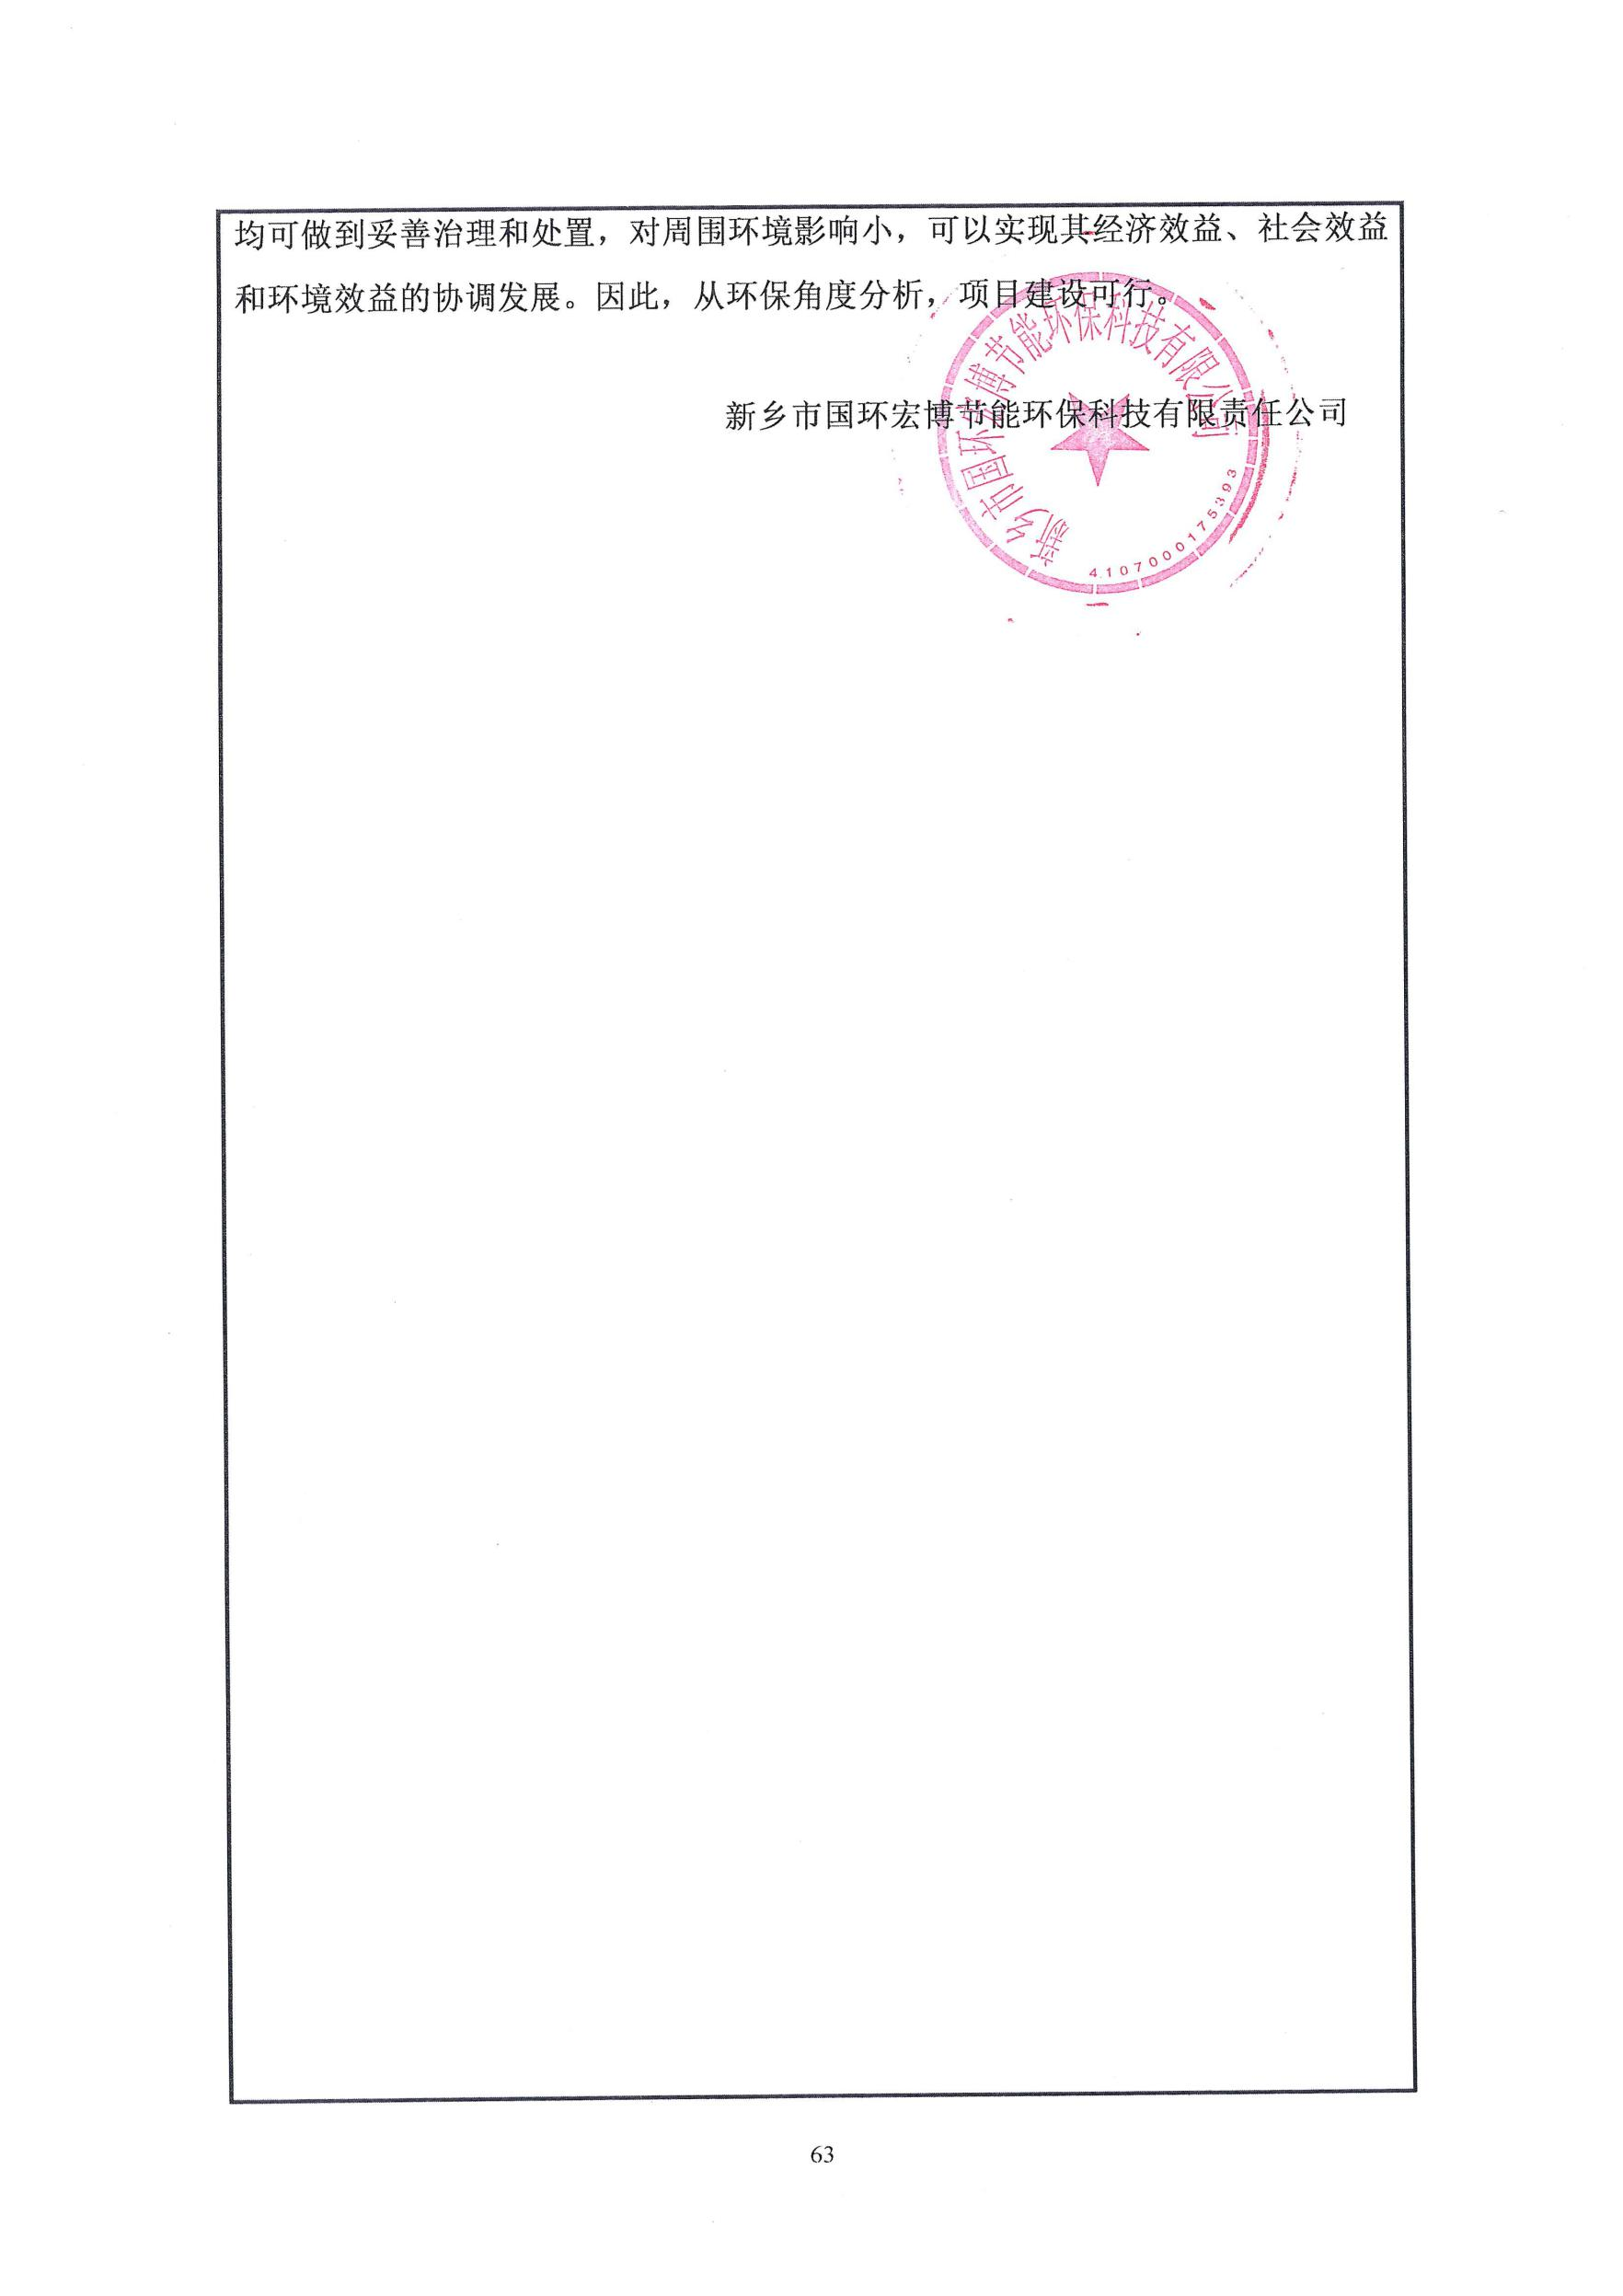 均可做到妥善治理和处置，对周围环境影响小，可以实现其经济效益、社会效益
和环境效益的协调发展。因此，从环保角度分析，项目建设可行。
新乡市国环宏博节能环保科技有限责任公司
新乡市国环宏博节能环保科技有限公司
4107000175393
63